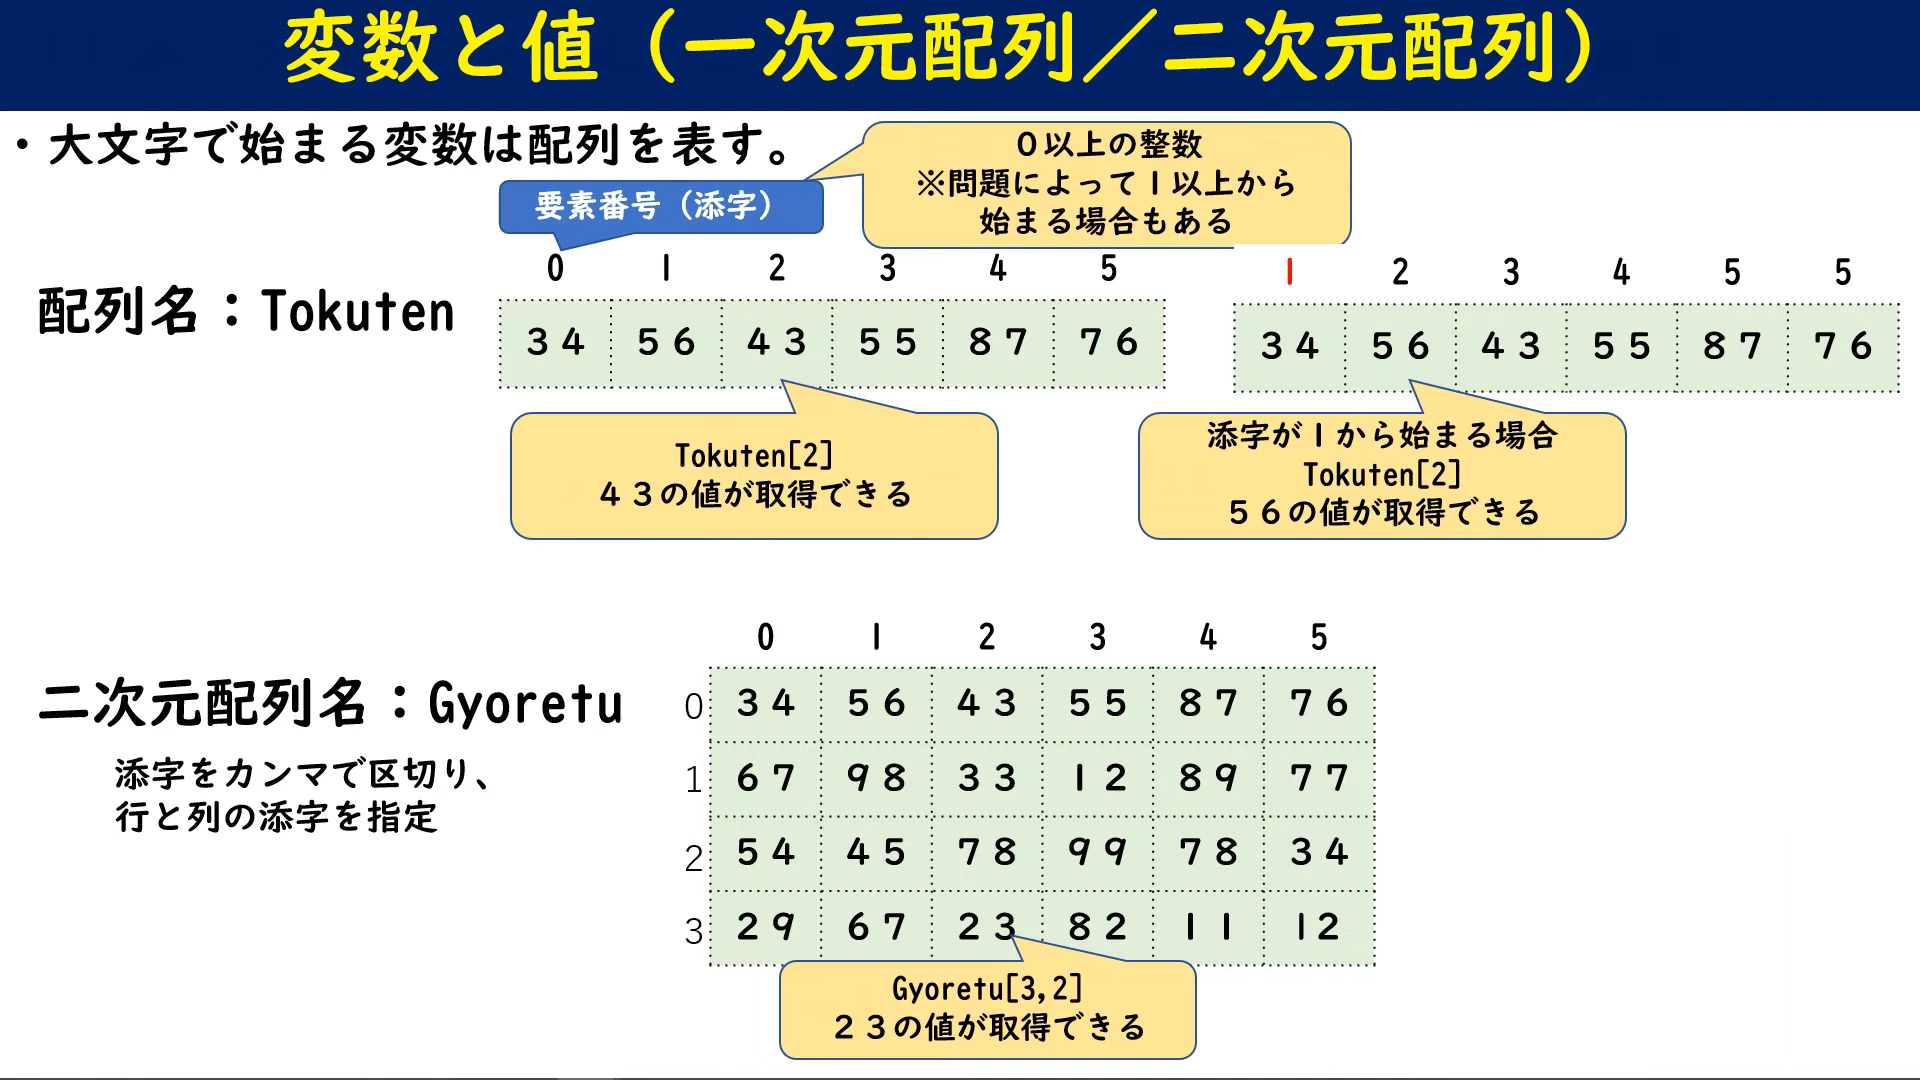 変数と値（一次元配列／二次元配列）
・大文字で始まる変数は配列を表す。
０以上の整数
※問題によって１以上から
始まる場合もある
要素番号（添字）
配列名：Tokuten
0 1 2 3 4 5
３４ ５６ ４３ ５５ ８７ ７６
1 2 3 4 5 5
３４ ５６ ４３ ５５ ８７ ７６
Tokuten[2]
４３の値が取得できる
添字が１から始まる場合
Tokuten[2]
５６の値が取得できる
二次元配列名：Gyoretu
添字をカンマで区切り、
行と列の添字を指定
0 1 2 3 4 5
0 ３４ ５６ ４３ ５５ ８７ ７６
1 ６７ ９８ ３３ １２ ８９ ７７
2 ５４ ４５ ７８ ９９ ７８ ３４
3 ２９ ６７ ２３ ８２ １１ 12
Gyoretu[3,2]
２３の値が取得できる